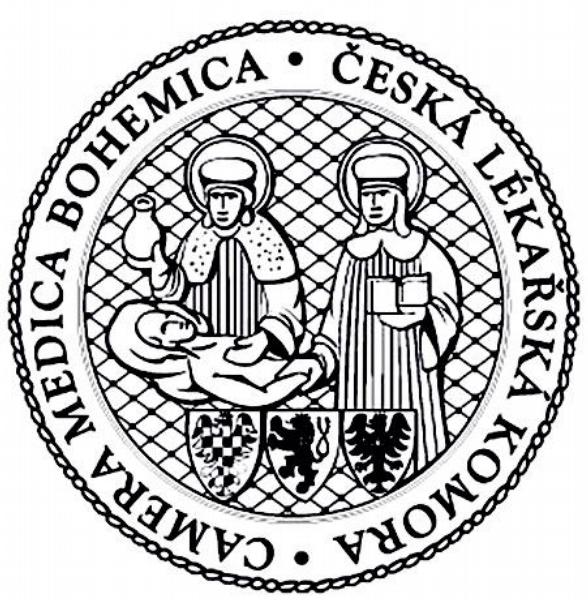 ČESKÁ LÉKAŘSKÁ KOMORA •
CAMERA MEDICA BOHEMICA •